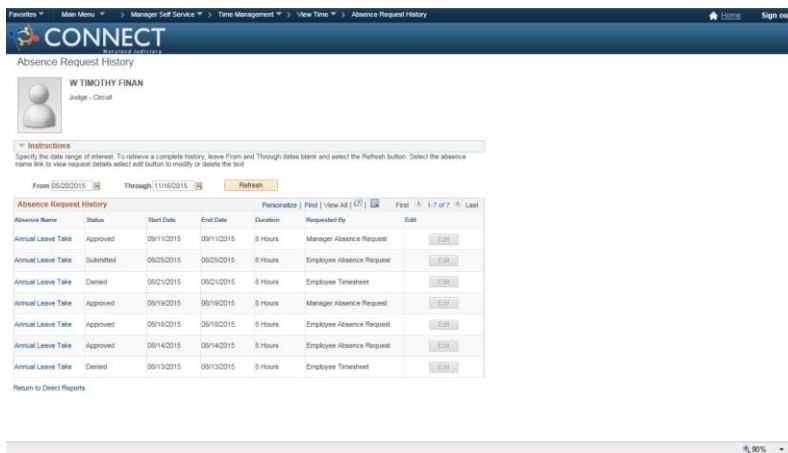 Favorites Main Menu > Manager Self Service > Time Management > View Time > Absence Request History Home Sign ou
CONNECT
Maryland Judiciary
Absence Request History
W TIMOTHY FINAN
Judge - Circuit
Instructions
Specify the date range of interest. To retrieve a complete history, leave From and Through dates blank and select the Refresh button. Select the absence
name link to view request details select edit button to modify or delete the text
From 05/20/2015 Through 11/16/2015 Refresh
Absence Request History Personalize | Find | View All | First 1-7 of 7 Last
Absence Name Status Start Date End Date Duration Requested By Edit
Annual Leave Take Approved 09/11/2015 09/11/2015 8 Hours Manager Absence Request Edit
Annual Leave Take Submitted 08/25/2015 08/25/2015 8 Hours Employee Absence Request Edit
Annual Leave Take Denied 08/21/2015 08/21/2015 8 Hours Employee Timesheet Edit
Annual Leave Take Approved 08/19/2015 08/19/2015 8 Hours Manager Absence Request Edit
Annual Leave Take Approved 08/18/2015 08/18/2015 8 Hours Employee Absence Request Edit
Annual Leave Take Approved 08/14/2015 08/14/2015 8 Hours Employee Absence Request Edit
Annual Leave Take Denied 08/13/2015 08/13/2015 8 Hours Employee Timesheet Edit
Return to Direct Reports
90%